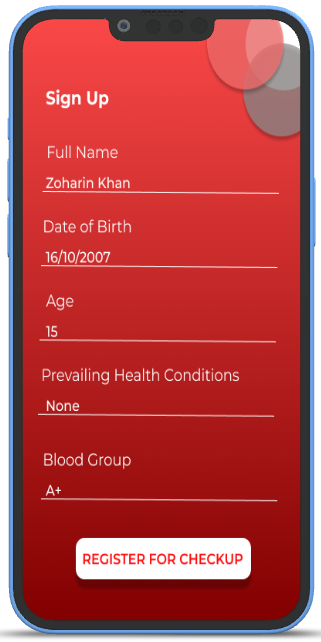 Sign Up
Full Name
Zoharin Khan
Date of Birth
16/10/2007
Age
15
Prevailing Health Conditions
None
Blood Group
A+
REGISTER FOR CHECKUP